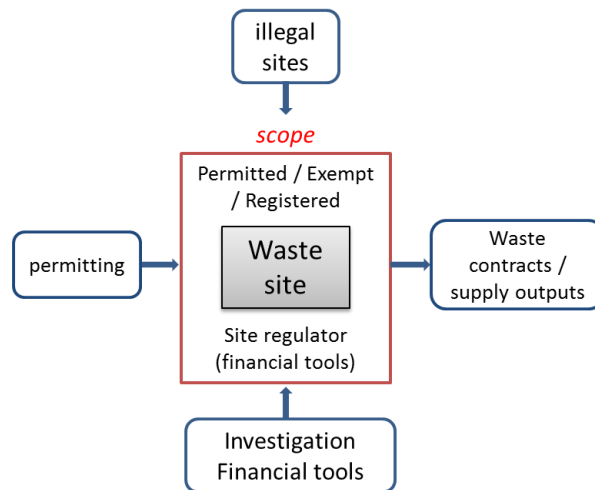 illegal
sites
scope
Permitted / Exempt
/ Registered
permitting
Waste
site
Waste
contracts /
supply outputs
Site regulator
(financial tools)
Investigation
Financial tools